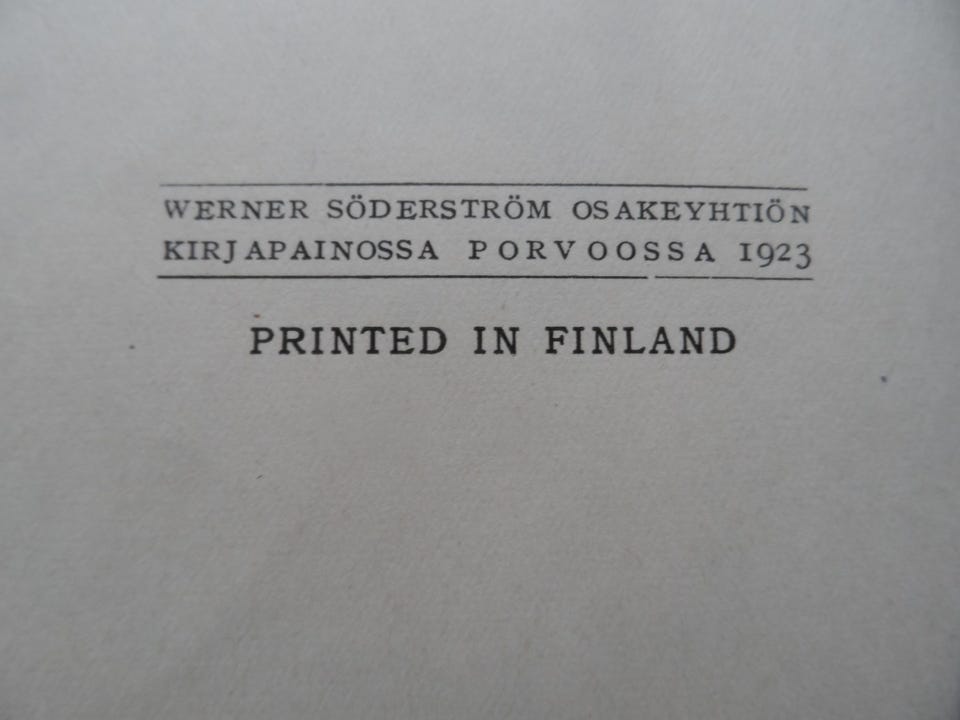 WERNER SÖDERSTRÖM OSAKEYHTIÖN
KIRJAPAINOSSA PORVOOSSA 1923
PRINTED IN FINLAND